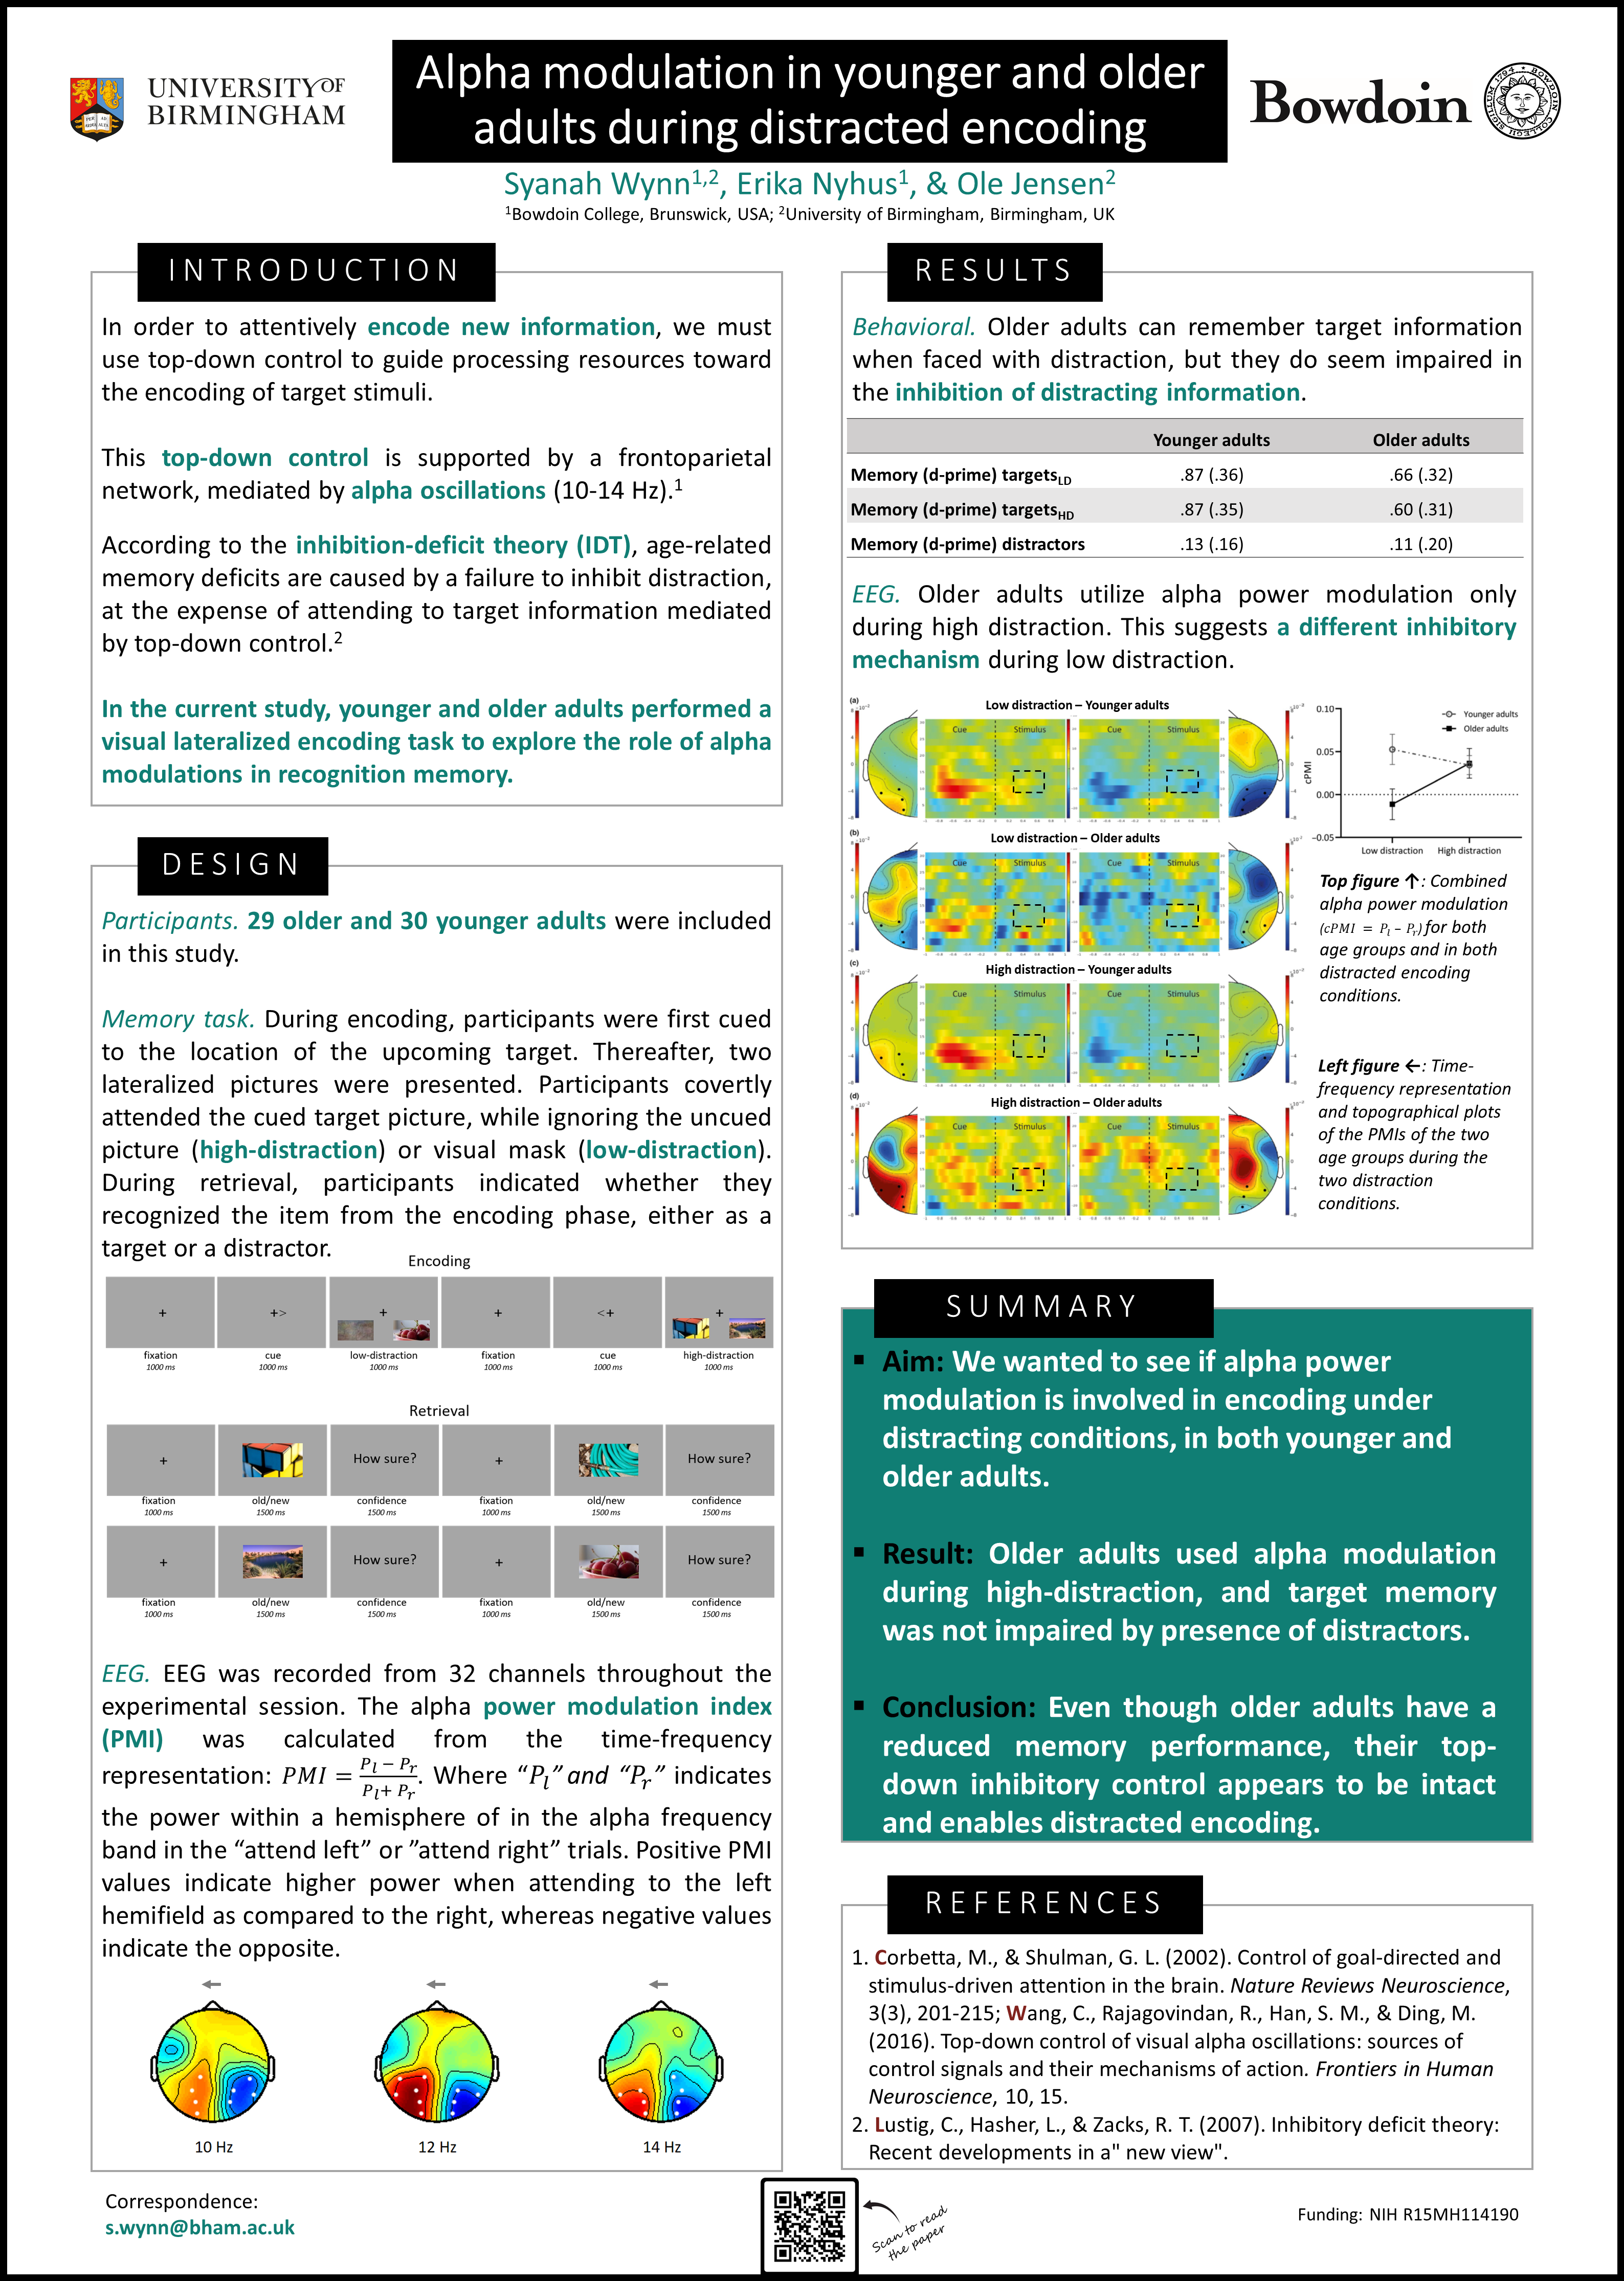 UNIVERSITY OF
BIRMINGHAM
Alpha modulation in younger and older
adults during distracted encoding
Bowdoin
Syanah Wynn1,2, Erika Nyhus1, & Ole Jensen2
1Bowdoin College, Brunswick, USA; 2University of Birmingham, Birmingham, UK
INTRODUCTION
In order to attentively encode new information, we must
use top-down control to guide processing resources toward
the encoding of target stimuli.
This top-down control is supported by a frontoparietal
network, mediated by alpha oscillations (10-14 Hz).1
According to the inhibition-deficit theory (IDT), age-related
memory deficits are caused by a failure to inhibit distraction,
at the expense of attending to target information mediated
by top-down control.2
In the current study, younger and older adults performed a
visual lateralized encoding task to explore the role of alpha
modulations in recognition memory.
DESIGN
Participants. 29 older and 30 younger adults were included
in this study.
Memory task. During encoding, participants were first cued
to the location of the upcoming target. Thereafter, two
lateralized pictures were presented. Participants covertly
attended the cued target picture, while ignoring the uncued
picture (high-distraction) or visual mask (low-distraction).
During retrieval, participants indicated whether they
recognized the item from the encoding phase, either as a
target or a distractor.
Encoding
+ +> + + <+ +
fixation cue low-distraction fixation cue high-distraction
1000 ms 1000 ms 1000 ms 1000 ms 1000 ms 1000 ms
Retrieval
+ How sure? + How sure?
fixation old/new confidence fixation old/new confidence
1000 ms 1500 ms 1500 ms 1000 ms 1500 ms 1500 ms
+ How sure? + How sure?
fixation old/new confidence fixation old/new confidence
1000 ms 1500 ms 1500 ms 1000 ms 1500 ms 1500 ms
EEG. EEG was recorded from 32 channels throughout the
experimental session. The alpha power modulation index
(PMI) was calculated from the time-frequency
representation: PMI = (Pl − Pr)/(Pl + Pr). Where “Pl” and “Pr” indicates
the power within a hemisphere of in the alpha frequency
band in the “attend left” or ”attend right” trials. Positive PMI
values indicate higher power when attending to the left
hemifield as compared to the right, whereas negative values
indicate the opposite.
10 Hz 12 Hz 14 Hz
RESULTS
Behavioral. Older adults can remember target information
when faced with distraction, but they do seem impaired in
the inhibition of distracting information.
Younger adults Older adults
Memory (d-prime) targetsLD .87 (.36) .66 (.32)
Memory (d-prime) targetsHD .87 (.35) .60 (.31)
Memory (d-prime) distractors .13 (.16) .11 (.20)
EEG. Older adults utilize alpha power modulation only
during high distraction. This suggests a different inhibitory
mechanism during low distraction.
(a) Low distraction – Younger adults
Cue Stimulus Cue Stimulus
(b) Low distraction – Older adults
Cue Stimulus Cue Stimulus
(c) High distraction – Younger adults
Cue Stimulus Cue Stimulus
(d) High distraction – Older adults
Cue Stimulus Cue Stimulus
cPMI
0.10
0.05
0.00
−0.05
Younger adults
Older adults
Low distraction High distraction
Top figure ↑: Combined
alpha power modulation
(cPMI = Pl − Pr) for both
age groups and in both
distracted encoding
conditions.
Left figure ←: Time-
frequency representation
and topographical plots
of the PMIs of the two
age groups during the
two distraction
conditions.
SUMMARY
▪ Aim: We wanted to see if alpha power
modulation is involved in encoding under
distracting conditions, in both younger and
older adults.
▪ Result: Older adults used alpha modulation
during high-distraction, and target memory
was not impaired by presence of distractors.
▪ Conclusion: Even though older adults have a
reduced memory performance, their top-
down inhibitory control appears to be intact
and enables distracted encoding.
REFERENCES
1. Corbetta, M., & Shulman, G. L. (2002). Control of goal-directed and
stimulus-driven attention in the brain. Nature Reviews Neuroscience,
3(3), 201-215; Wang, C., Rajagovindan, R., Han, S. M., & Ding, M.
(2016). Top-down control of visual alpha oscillations: sources of
control signals and their mechanisms of action. Frontiers in Human
Neuroscience, 10, 15.
2. Lustig, C., Hasher, L., & Zacks, R. T. (2007). Inhibitory deficit theory:
Recent developments in a" new view".
Correspondence:
s.wynn@bham.ac.uk
Scan to read
the paper
Funding: NIH R15MH114190